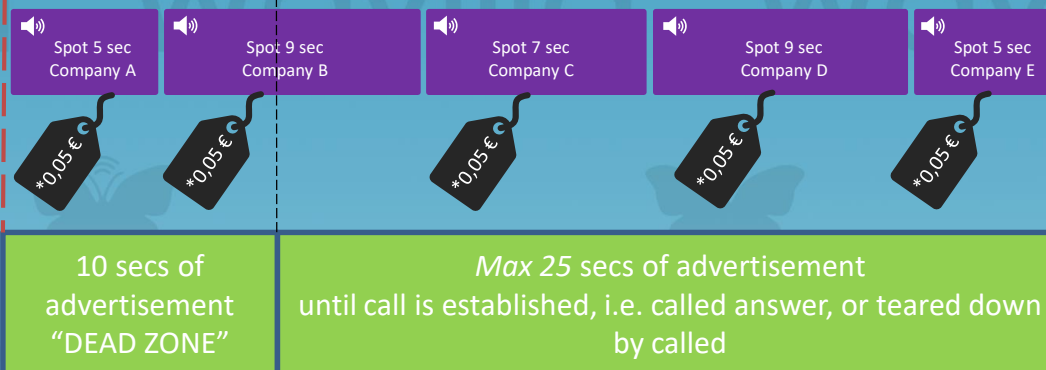 Spot 5 sec
Company A
Spot 9 sec
Company B
Spot 7 sec
Company C
Spot 9 sec
Company D
Spot 5 sec
Company E
*0,05 €
*0,05 €
*0,05 €
*0,05 €
*0,05 €
10 secs of
advertisement
“DEAD ZONE”
Max 25 secs of advertisement
until call is established, i.e. called answer, or teared down
by called